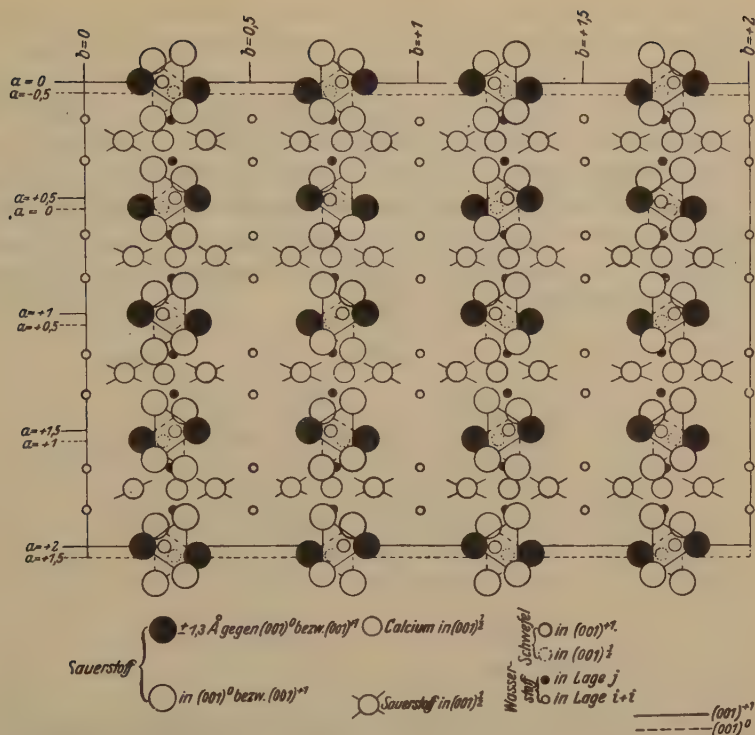 b=0
b=0,5
b=+1
b=+1,5
b=+2
a=0
a=-0,5
a=+0,5
a=0
a=+1
a=+0,5
a=+1,5
a=+1
a=+2
a=+1,5
Sauerstoff
±1,3 Å gegen (001)⁰ bezw. (001)⁺¹
in (001)⁰ bezw. (001)⁺¹
Calcium in (001)½
Sauerstoff in (001)½
Schwefel
in (001)⁺¹.
in (001)½
Wasser-
stoff
in Lage j
in Lage i+i
(001)⁺¹
(001)⁰